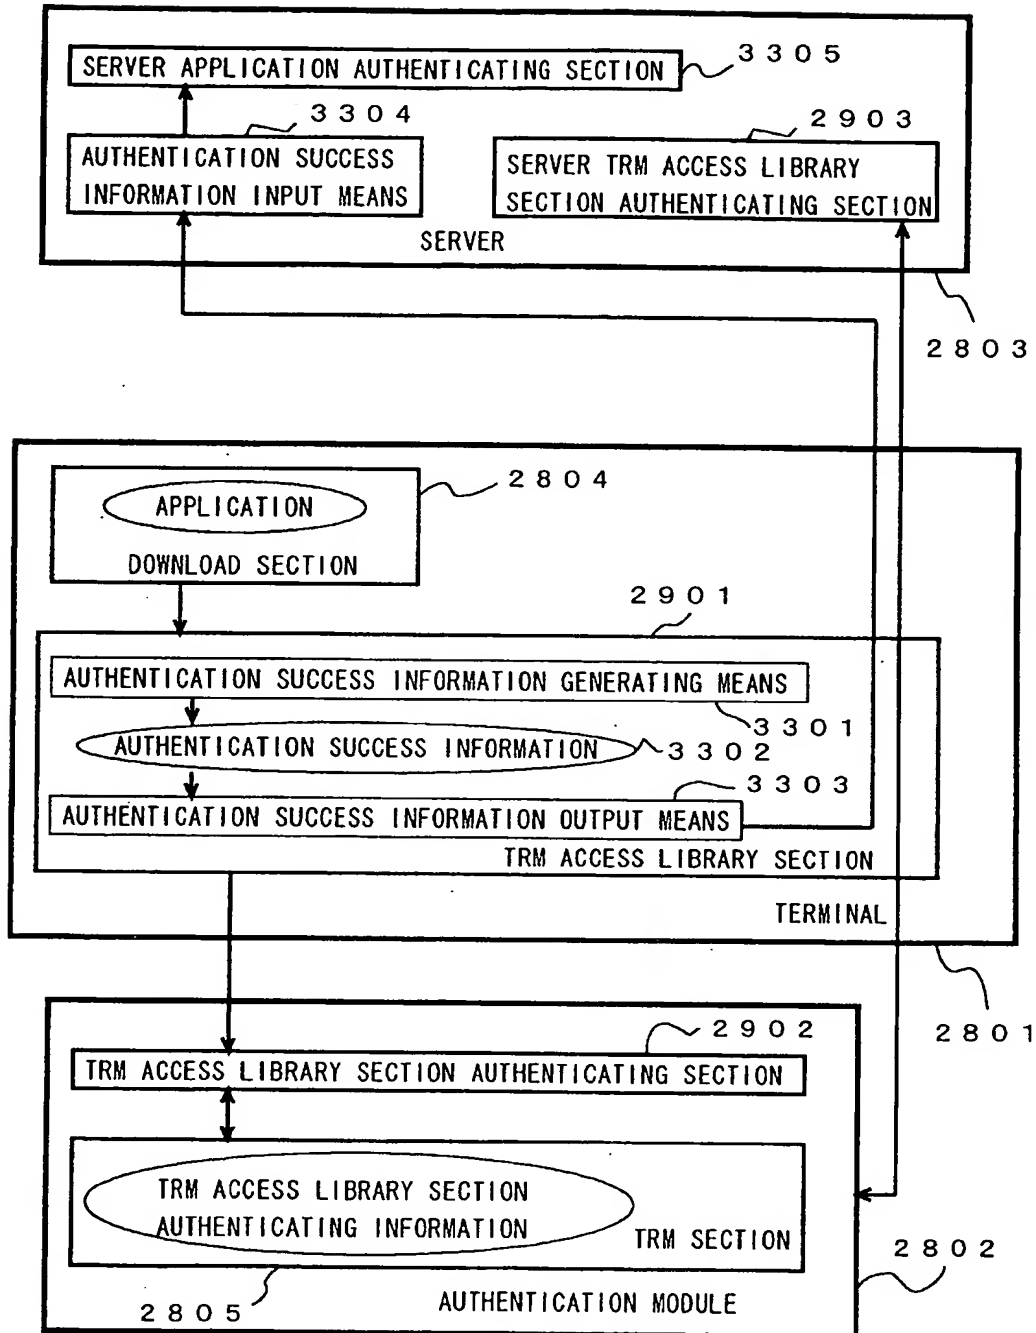 SERVER APPLICATION AUTHENTICATING SECTION
3305
3304
2903
AUTHENTICATION SUCCESS
INFORMATION INPUT MEANS
SERVER TRM ACCESS LIBRARY
SECTION AUTHENTICATING SECTION
SERVER
2803
2804
APPLICATION
DOWNLOAD SECTION
2901
AUTHENTICATION SUCCESS INFORMATION GENERATING MEANS
3301
AUTHENTICATION SUCCESS INFORMATION
3302
3303
AUTHENTICATION SUCCESS INFORMATION OUTPUT MEANS
TRM ACCESS LIBRARY SECTION
TERMINAL
2801
2902
TRM ACCESS LIBRARY SECTION AUTHENTICATING SECTION
TRM ACCESS LIBRARY SECTION
AUTHENTICATING INFORMATION
TRM SECTION
2802
2805
AUTHENTICATION MODULE